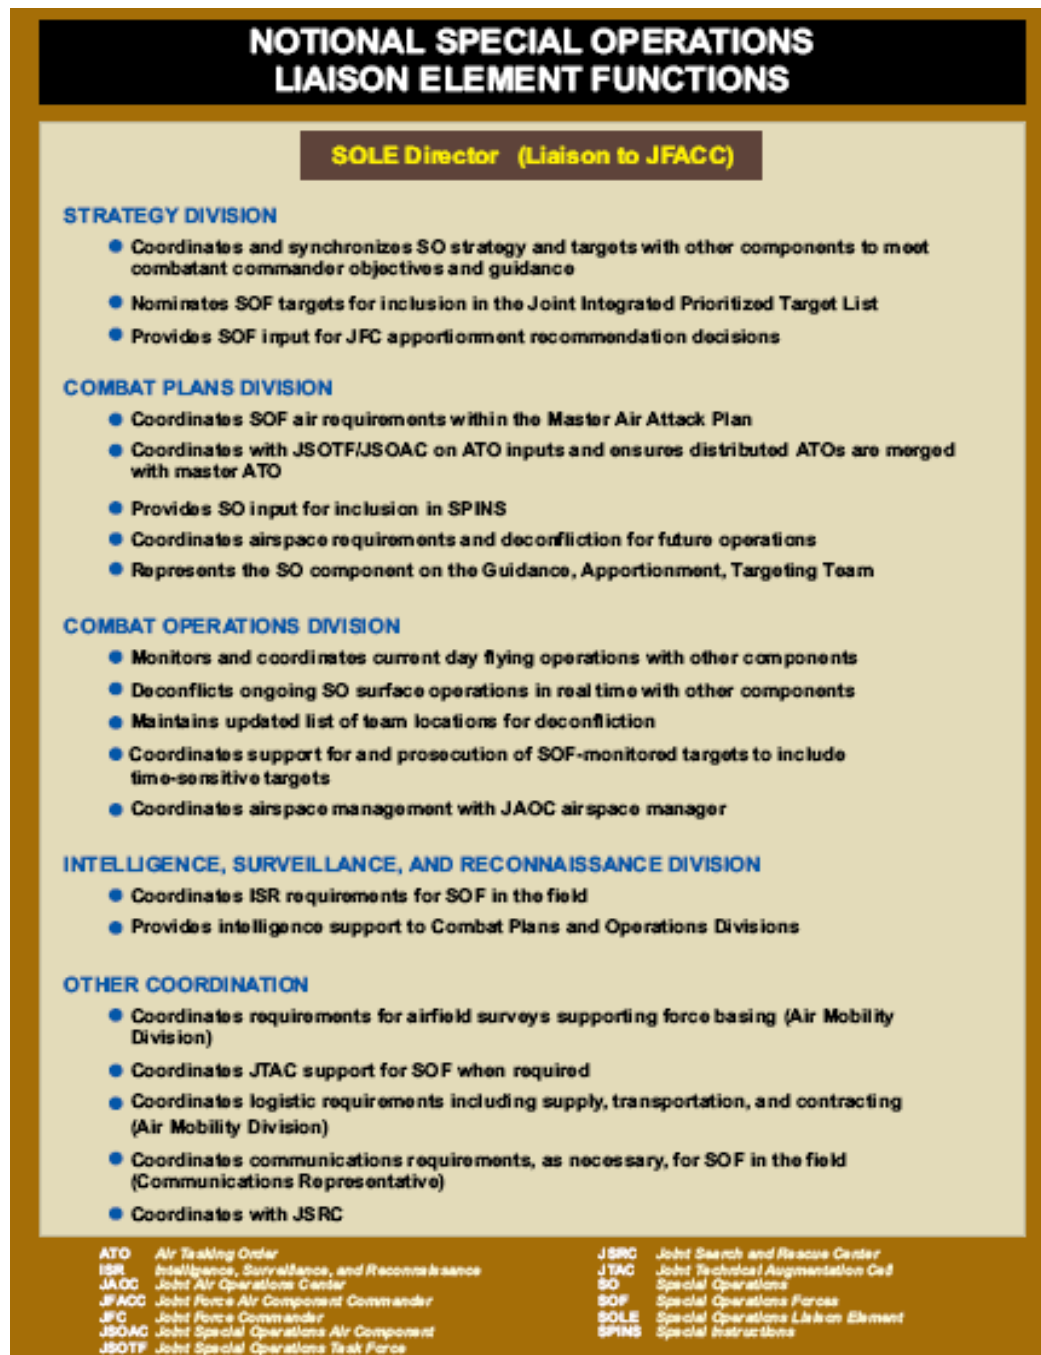 NOTIONAL SPECIAL OPERATIONS
LIAISON ELEMENT FUNCTIONS
SOLE Director (Liaison to JFACC)
STRATEGY DIVISION
● Coordinates and synchronizes SO strategy and targets with other components to meet
combatant commander objectives and guidance
● Nominates SOF targets for inclusion in the Joint Integrated Prioritized Target List
● Provides SOF input for JFC apportionment recommendation decisions
COMBAT PLANS DIVISION
● Coordinates SOF air requirements within the Master Air Attack Plan
● Coordinates with JSOTF/JSOAC on ATO inputs and ensures distributed ATOs are merged
with master ATO
● Provides SO input for inclusion in SPINS
● Coordinates airspace requirements and deconfliction for future operations
● Represents the SO component on the Guidance, Apportionment, Targeting Team
COMBAT OPERATIONS DIVISION
● Monitors and coordinates current day flying operations with other components
● Deconflicts ongoing SO surface operations in real time with other components
● Maintains updated list of team locations for deconfliction
● Coordinates support for and prosecution of SOF-monitored targets to include
time-sensitive targets
● Coordinates airspace management with JAOC airspace manager
INTELLIGENCE, SURVEILLANCE, AND RECONNAISSANCE DIVISION
● Coordinates ISR requirements for SOF in the field
● Provides intelligence support to Combat Plans and Operations Divisions
OTHER COORDINATION
● Coordinates requirements for airfield surveys supporting force basing (Air Mobility
Division)
● Coordinates JTAC support for SOF when required
● Coordinates logistic requirements including supply, transportation, and contracting
(Air Mobility Division)
● Coordinates communications requirements, as necessary, for SOF in the field
(Communications Representative)
● Coordinates with JSRC
ATO Air Tasking Order
ISR Intelligence, Surveillance, and Reconnaissance
JAOC Joint Air Operations Center
JFACC Joint Force Air Component Commander
JFC Joint Force Commander
JSOAC Joint Special Operations Air Component
JSOTF Joint Special Operations Task Force
JSRC Joint Search and Rescue Center
JTAC Joint Technical Augmentation Cell
SO Special Operations
SOF Special Operations Forces
SOLE Special Operations Liaison Element
SPINS Special Instructions